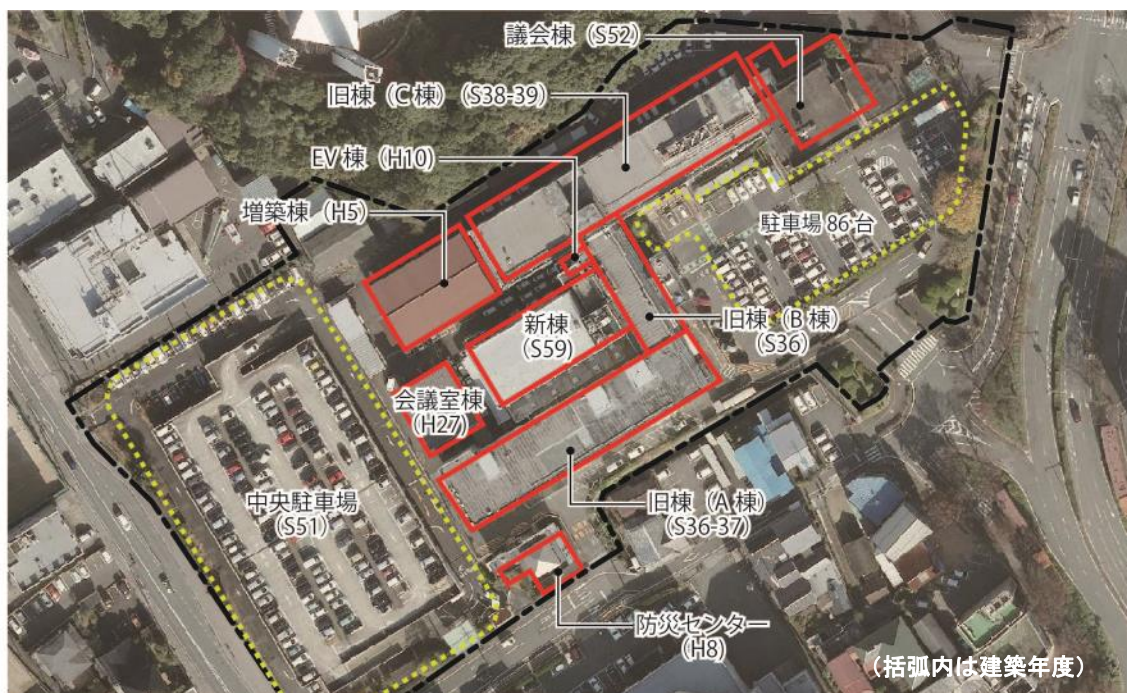 議会棟（S52）
旧棟（C棟）（S38-39）
EV棟（H10）
増築棟（H5）
駐車場86台
新棟
（S59）
旧棟（B棟）
（S36）
会議室棟
（H27）
中央駐車場
（S51）
旧棟（A棟）
（S36-37）
防災センター
（H8）
（括弧内は建築年度）